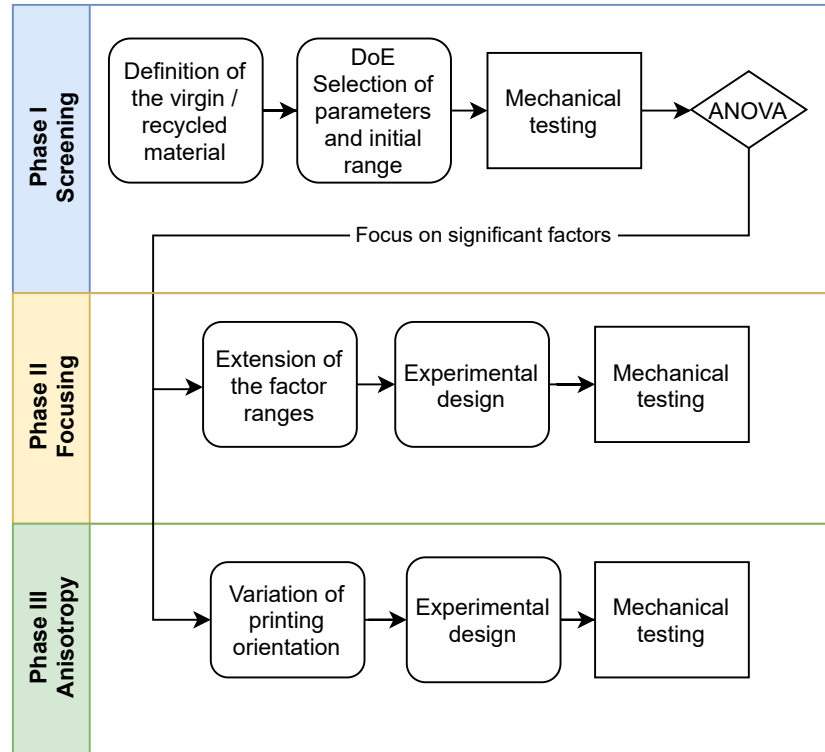 Phase I
Screening
Definition of
the virgin /
recycled
material
DoE
Selection of
parameters
and initial
range
Mechanical
testing
ANOVA
Focus on significant factors
Phase II
Focusing
Extension of
the factor
ranges
Experimental
design
Mechanical
testing
Phase III
Anisotropy
Variation of
printing
orientation
Experimental
design
Mechanical
testing